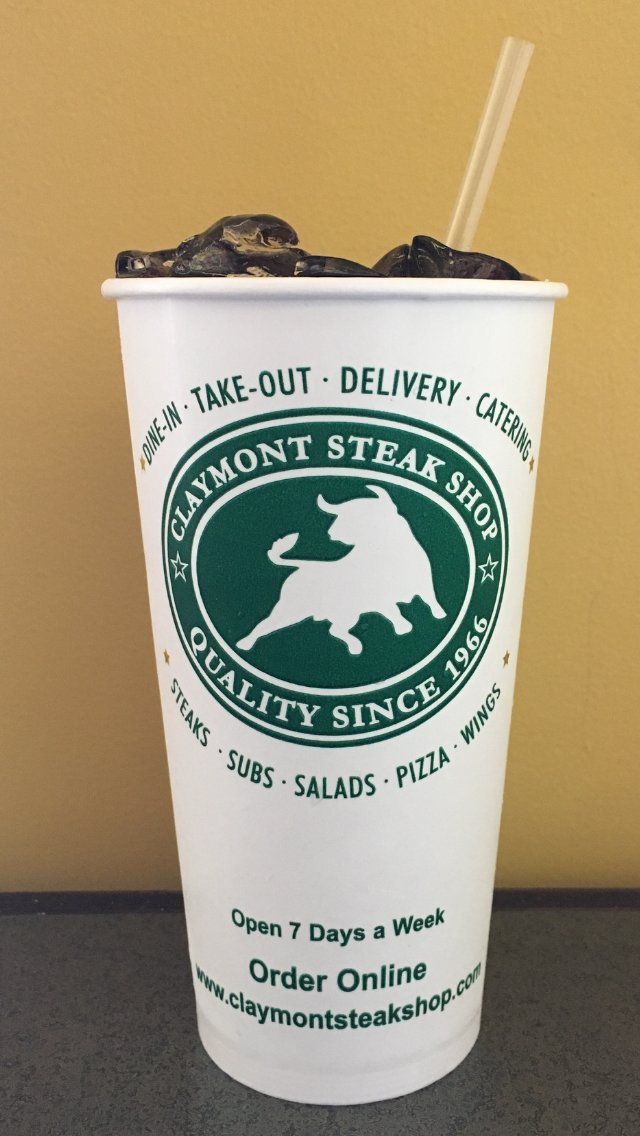 DINE-IN · TAKE-OUT · DELIVERY · CATERING
CLAYMONT STEAK SHOP
QUALITY SINCE 1966
STEAKS · SUBS · SALADS · PIZZA · WINGS
Open 7 Days a Week
Order Online
www.claymontsteakshop.com